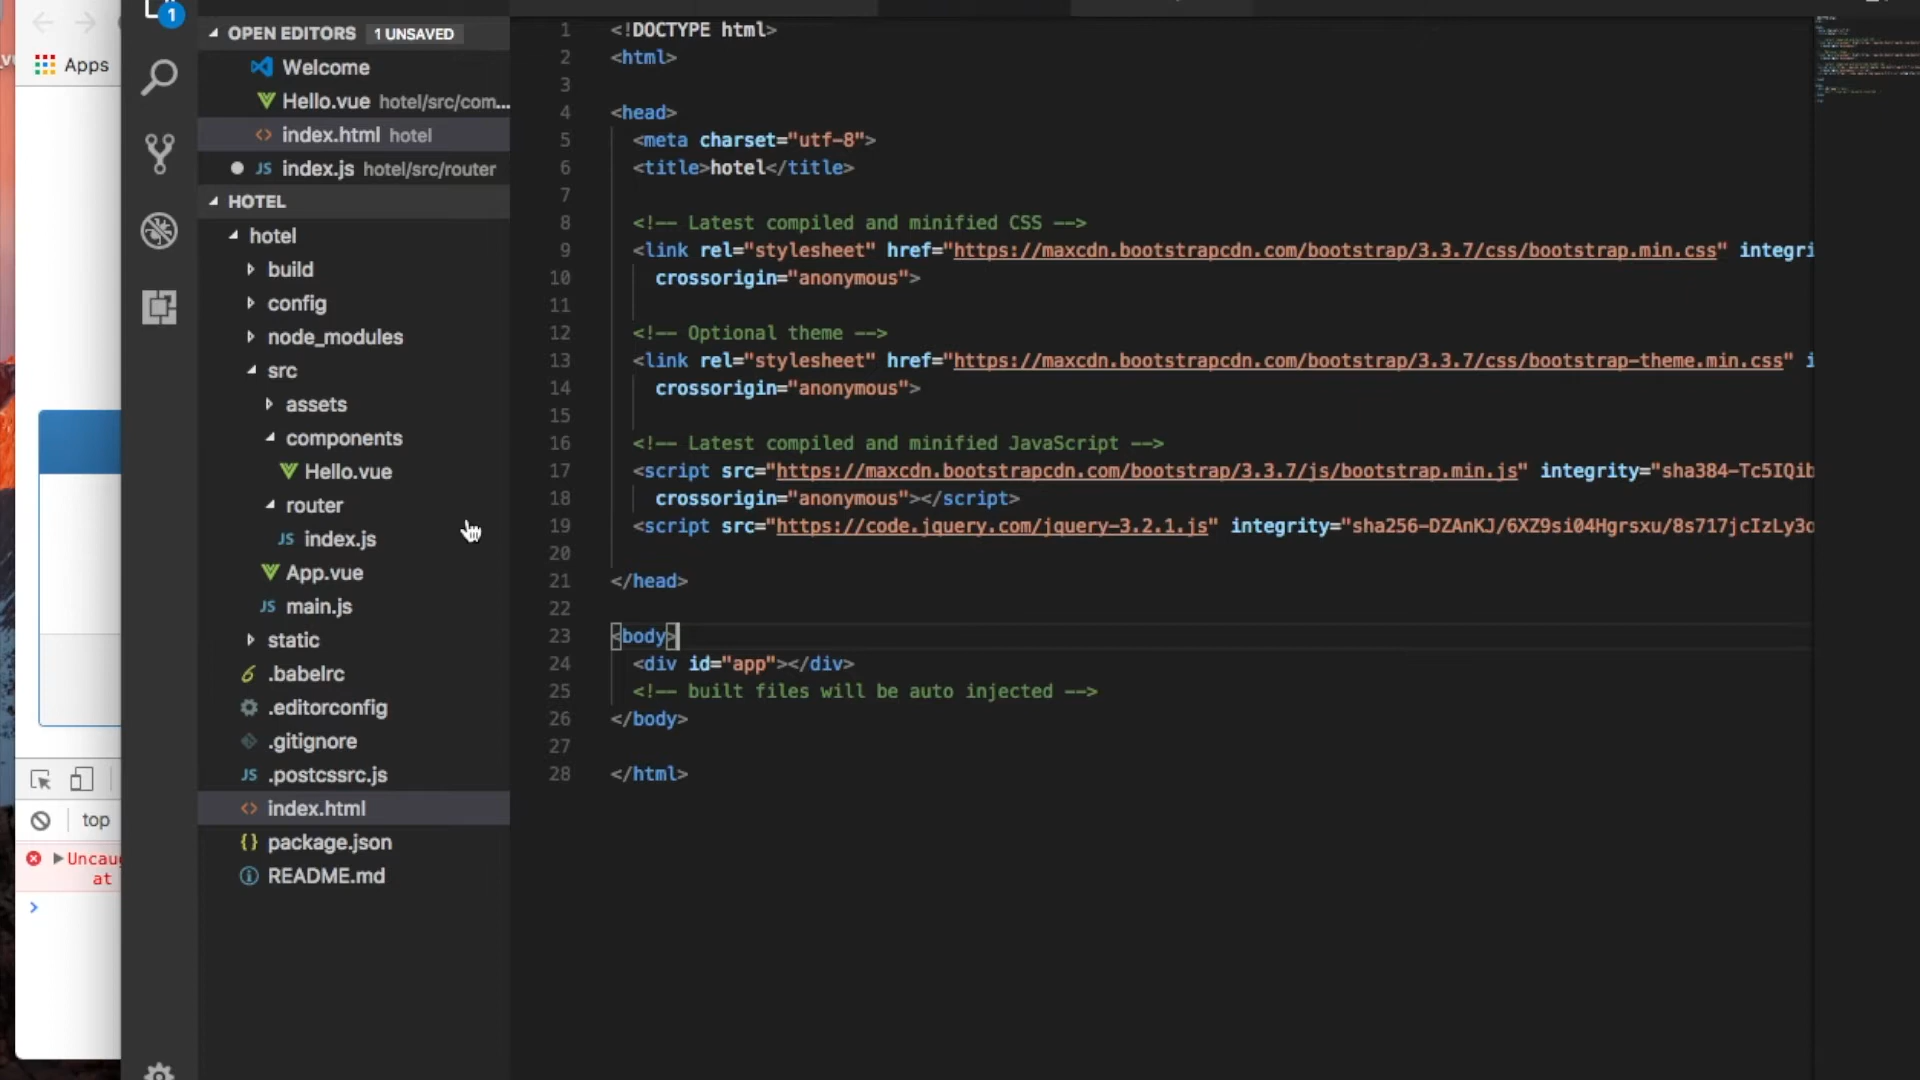 Apps
top
Uncau
at
1
OPEN EDITORS 1 UNSAVED
Welcome
Hello.vue hotel/src/com...
index.html hotel
index.js hotel/src/router
HOTEL
hotel
build
config
node_modules
src
assets
components
Hello.vue
router
index.js
App.vue
main.js
static
.babelrc
.editorconfig
.gitignore
.postcssrc.js
index.html
package.json
README.md
1 <!DOCTYPE html>
2 <html>
3
4 <head>
5 <meta charset="utf-8">
6 <title>hotel</title>
7
8 <!-- Latest compiled and minified CSS -->
9 <link rel="stylesheet" href="https://maxcdn.bootstrapcdn.com/bootstrap/3.3.7/css/bootstrap.min.css" integri
10 crossorigin="anonymous">
11
12 <!-- Optional theme -->
13 <link rel="stylesheet" href="https://maxcdn.bootstrapcdn.com/bootstrap/3.3.7/css/bootstrap-theme.min.css" i
14 crossorigin="anonymous">
15
16 <!-- Latest compiled and minified JavaScript -->
17 <script src="https://maxcdn.bootstrapcdn.com/bootstrap/3.3.7/js/bootstrap.min.js" integrity="sha384-Tc5IQib
18 crossorigin="anonymous"></script>
19 <script src="https://code.jquery.com/jquery-3.2.1.js" integrity="sha256-DZAnKJ/6XZ9si04Hgrsxu/8s717jcIzLy3o
20
21 </head>
22
23 <body>
24 <div id="app"></div>
25 <!-- built files will be auto injected -->
26 </body>
27
28 </html>